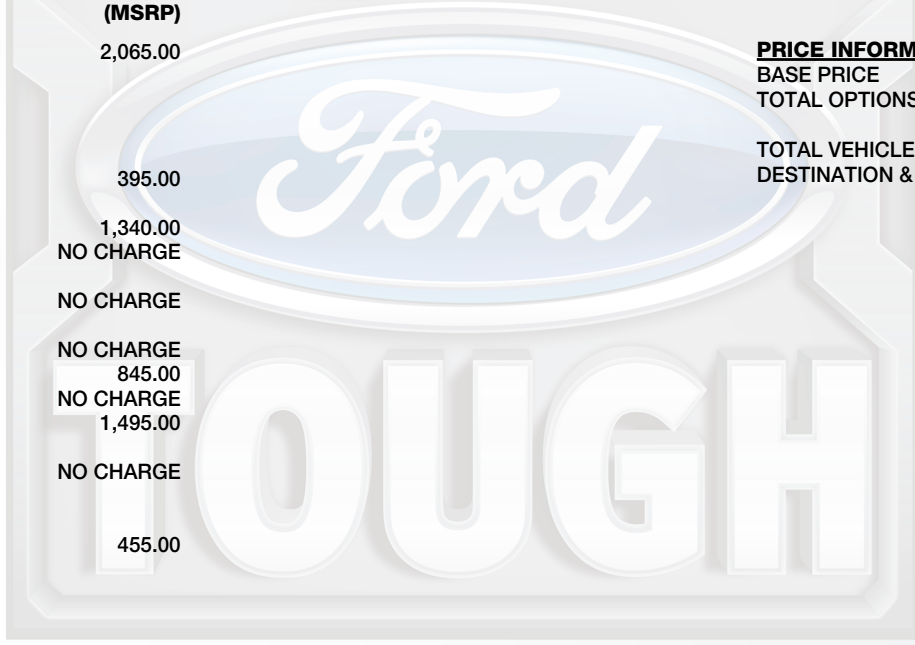 (MSRP)
2,065.00
395.00
1,340.00
NO CHARGE
NO CHARGE
NO CHARGE
845.00
NO CHARGE
1,495.00
NO CHARGE
455.00
PRICE INFORM
BASE PRICE
TOTAL OPTIONS
TOTAL VEHICLE
DESTINATION &
Ford
TOUGH